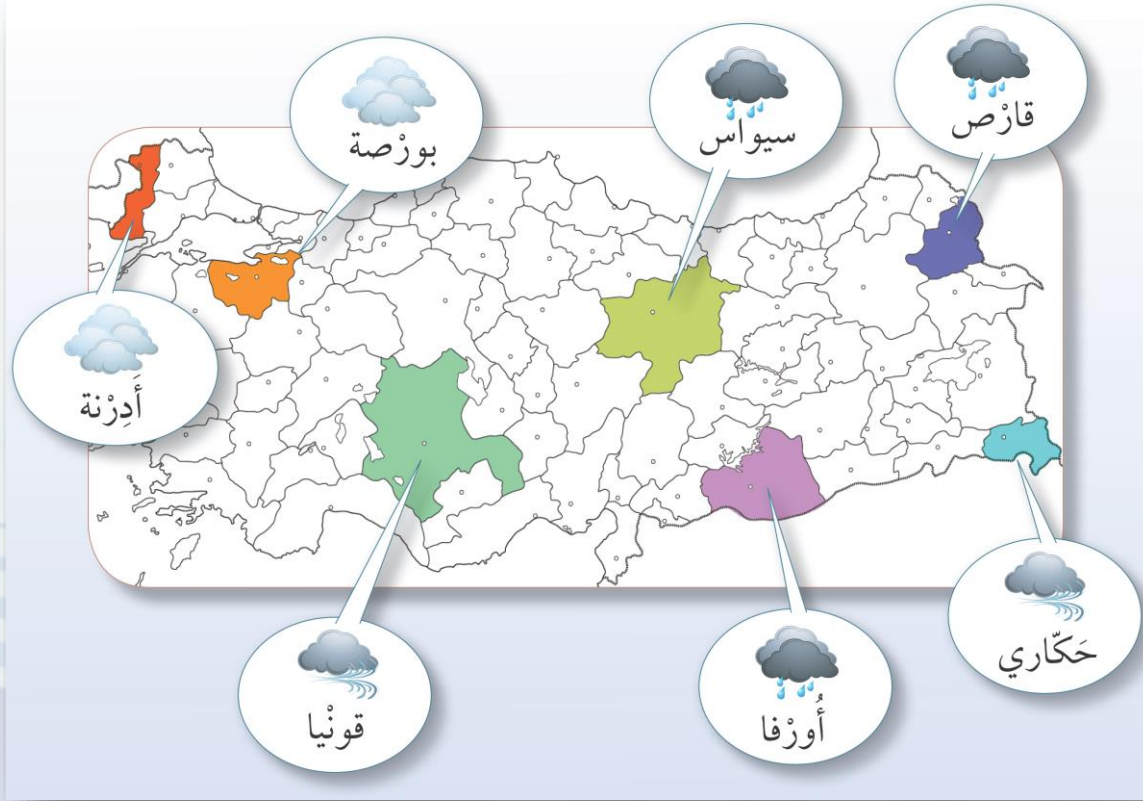 قارْص
سيواس
بورْصة
أَدِرْنة
حَكّاري
أُورْفا
قونْيا